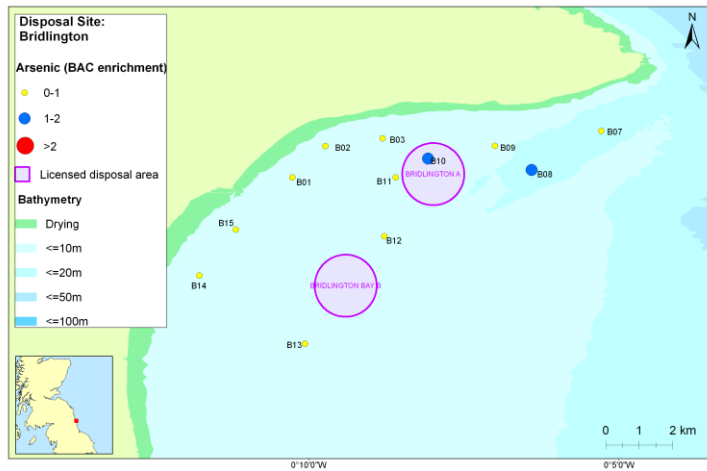 Disposal Site:
Bridlington
Arsenic (BAC enrichment)
0-1
1-2
>2
Licensed disposal area
Bathymetry
Drying
<=10m
<=20m
<=50m
<=100m
N
B07
B03
B02
B09
B10
B08
BRIDLINGTON A
B01
B11
B15
B12
B14
BRIDLINGTON BAY B
B13
0 1 2 km
0°10'0"W
0°5'0"W